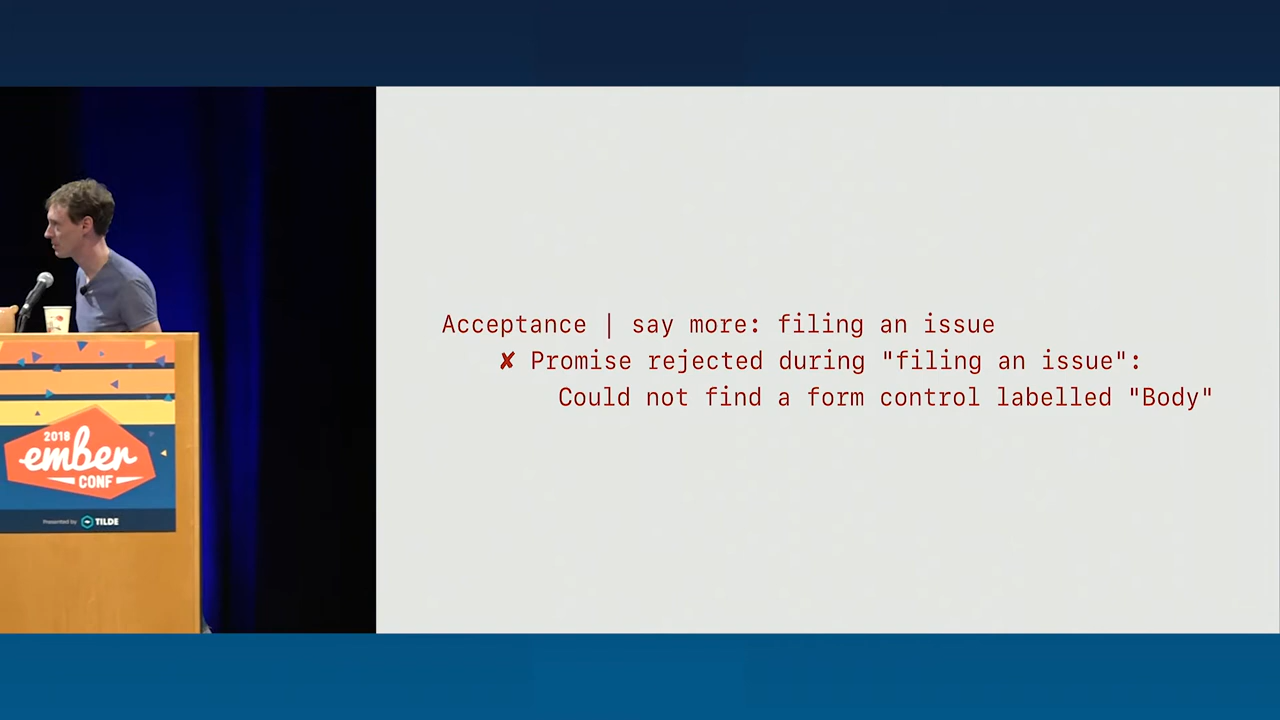 Acceptance | say more: filing an issue
✘ Promise rejected during "filing an issue":
Could not find a form control labelled "Body"
2018
ember
CONF
Presented by TILDE